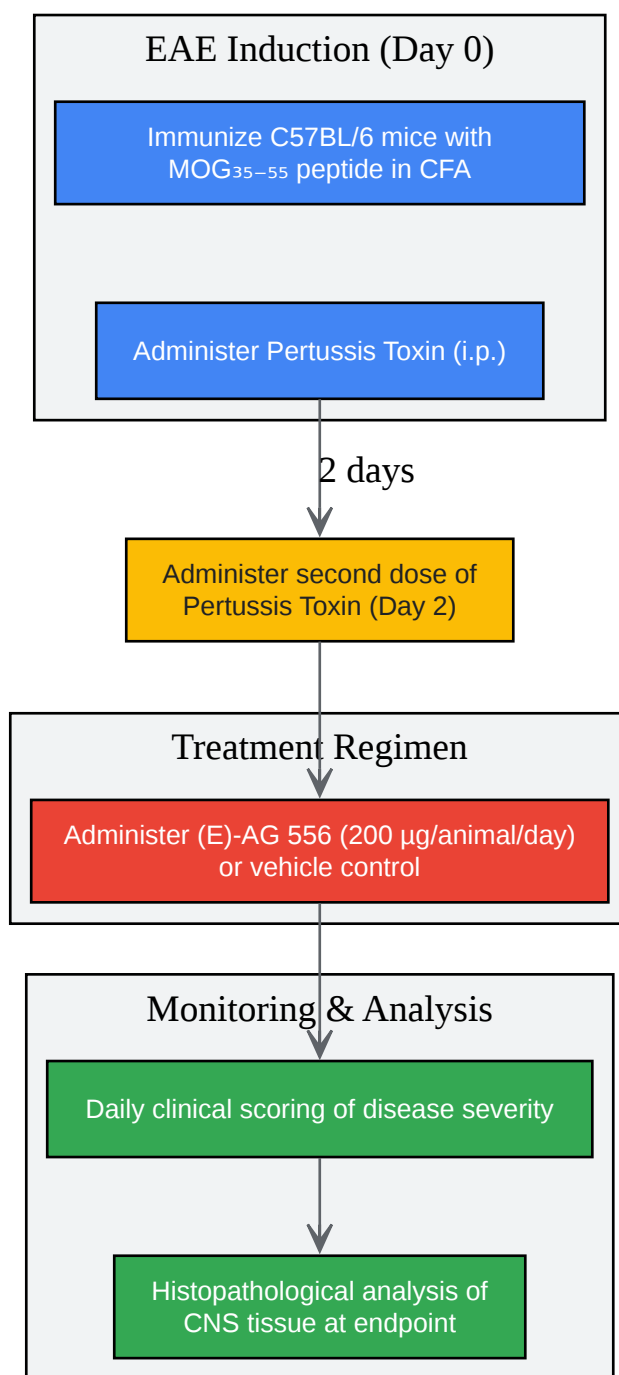 EAE Induction (Day 0)
Immunize C57BL/6 mice with
MOG₃₅₋₅₅ peptide in CFA
Administer Pertussis Toxin (i.p.)
2 days
Administer second dose of
Pertussis Toxin (Day 2)
Treatment Regimen
Administer (E)-AG 556 (200 µg/animal/day)
or vehicle control
Monitoring & Analysis
Daily clinical scoring of disease severity
Histopathological analysis of
CNS tissue at endpoint